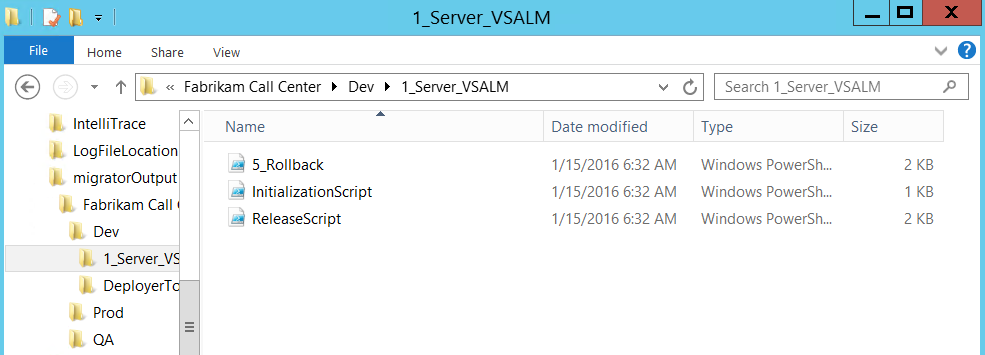 1_Server_VSALM
File Home Share View
« Fabrikam Call Center Dev 1_Server_VSALM Search 1_Server_VSALM
Name Date modified Type Size
IntelliTrace
LogFileLocation
migratorOutput
Fabrikam Call C
Dev
1_Server_VS
DeployerTo
Prod
QA
5_Rollback 1/15/2016 6:32 AM Windows PowerSh... 2 KB
InitializationScript 1/15/2016 6:32 AM Windows PowerSh... 1 KB
ReleaseScript 1/15/2016 6:32 AM Windows PowerSh... 2 KB